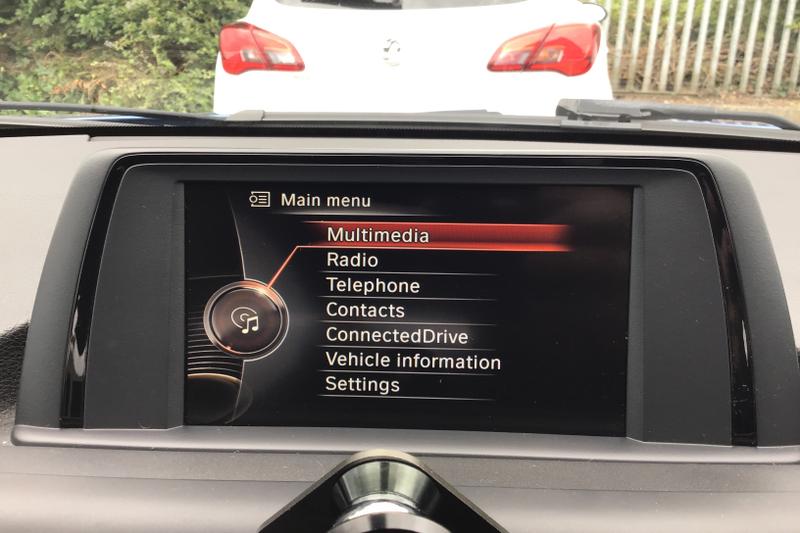 Main menu
Multimedia
Radio
Telephone
Contacts
ConnectedDrive
Vehicle information
Settings